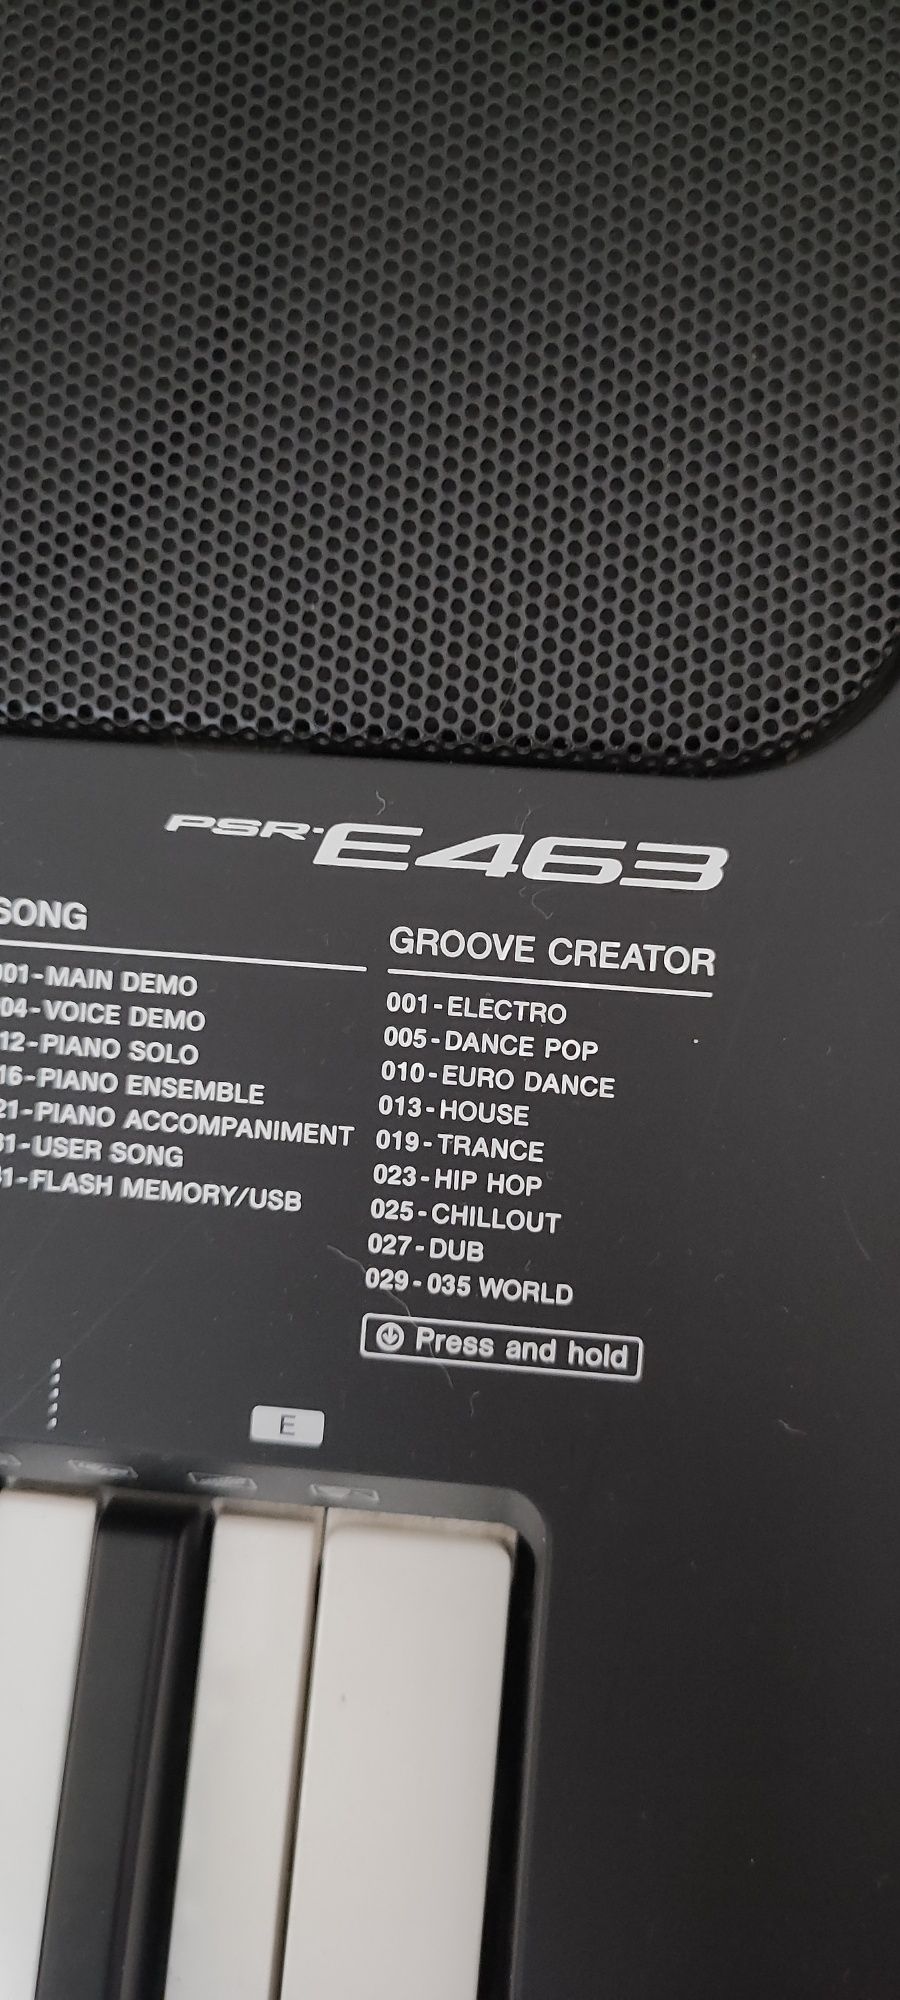 PSR-E463
SONG
001-MAIN DEMO
04-VOICE DEMO
12-PIANO SOLO
16-PIANO ENSEMBLE
21-PIANO ACCOMPANIMENT
31-USER SONG
41-FLASH MEMORY/USB
GROOVE CREATOR
001-ELECTRO
005-DANCE POP
010-EURO DANCE
013-HOUSE
019-TRANCE
023-HIP HOP
025-CHILLOUT
027-DUB
029-035 WORLD
Press and hold
E